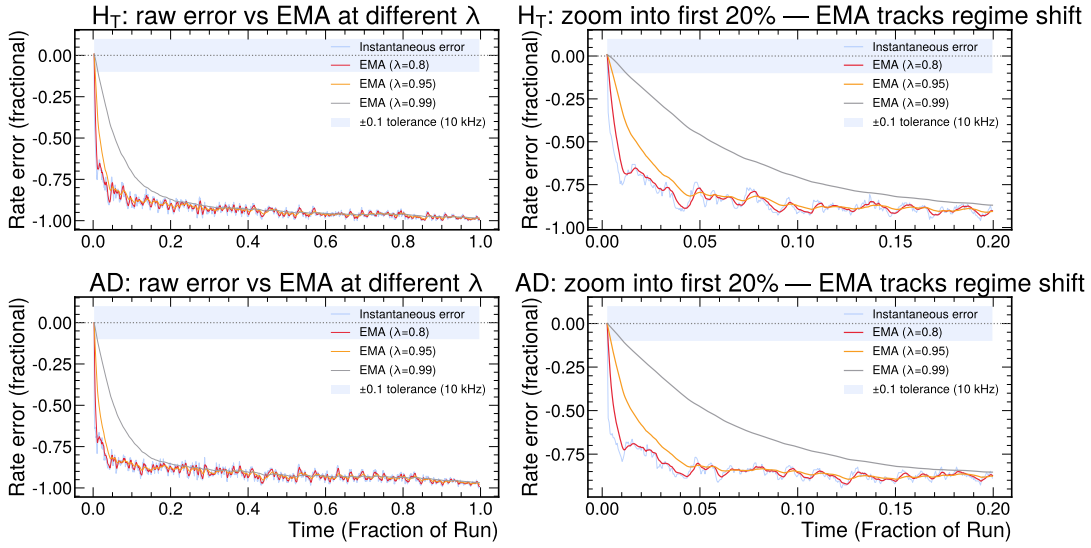 H_T: raw error vs EMA at different λ
Rate error (fractional)
0.00
-0.25
-0.50
-0.75
-1.00
0.0 0.2 0.4 0.6 0.8 1.0
Instantaneous error
EMA (λ=0.8)
EMA (λ=0.95)
EMA (λ=0.99)
±0.1 tolerance (10 kHz)
H_T: zoom into first 20% — EMA tracks regime shift
Rate error (fractional)
0.00
-0.25
-0.50
-0.75
-1.00
0.00 0.05 0.10 0.15 0.20
Instantaneous error
EMA (λ=0.8)
EMA (λ=0.95)
EMA (λ=0.99)
±0.1 tolerance (10 kHz)
AD: raw error vs EMA at different λ
Rate error (fractional)
0.00
-0.25
-0.50
-0.75
-1.00
0.0 0.2 0.4 0.6 0.8 1.0
Time (Fraction of Run)
Instantaneous error
EMA (λ=0.8)
EMA (λ=0.95)
EMA (λ=0.99)
±0.1 tolerance (10 kHz)
AD: zoom into first 20% — EMA tracks regime shift
Rate error (fractional)
0.00
-0.25
-0.50
-0.75
0.00 0.05 0.10 0.15 0.20
Time (Fraction of Run)
Instantaneous error
EMA (λ=0.8)
EMA (λ=0.95)
EMA (λ=0.99)
±0.1 tolerance (10 kHz)